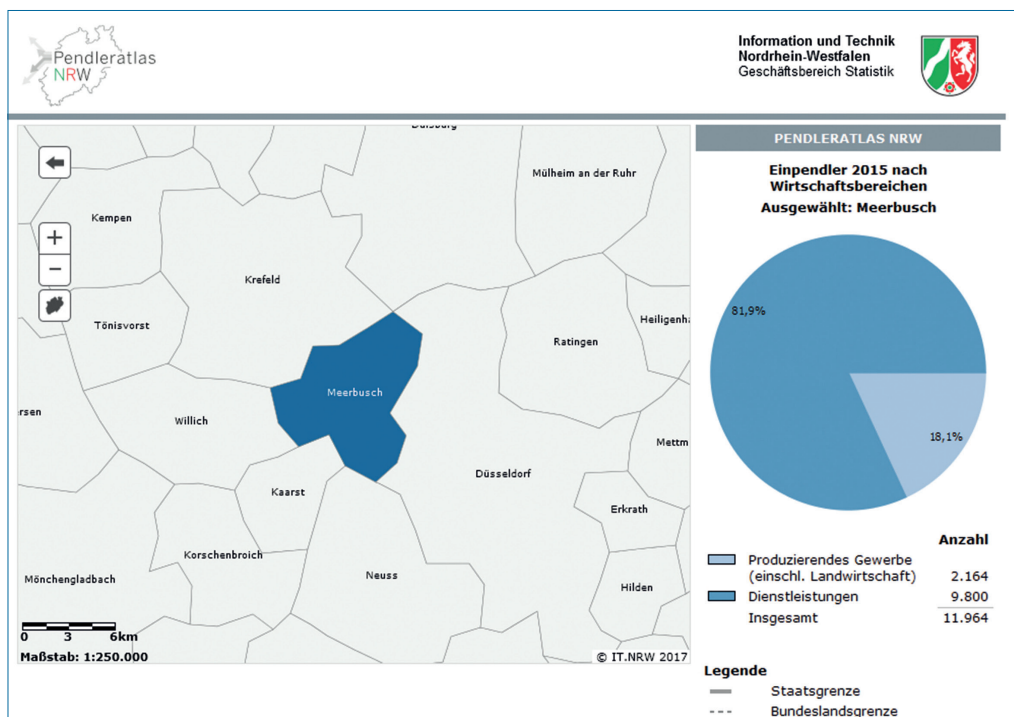 Pendleratlas
NRW
Information und Technik
Nordrhein-Westfalen
Geschäftsbereich Statistik
Duisburg
Mülheim an der Ruhr
Kempen
+
−
Krefeld
Tönisvorst
Ratingen
Heiligenha
Meerbusch
ersen
Willich
Mettm
Düsseldorf
Kaarst
Erkrath
Korschenbroich
Mönchengladbach
Neuss
Hilden
0 3 6km
Maßstab: 1:250.000
© IT.NRW 2017
PENDLERATLAS NRW
Einpendler 2015 nach
Wirtschaftsbereichen
Ausgewählt: Meerbusch
81,9%
18,1%
Anzahl
Produzierendes Gewerbe
(einschl. Landwirtschaft) 2.164
Dienstleistungen 9.800
Insgesamt 11.964
Legende
Staatsgrenze
Bundeslandsgrenze